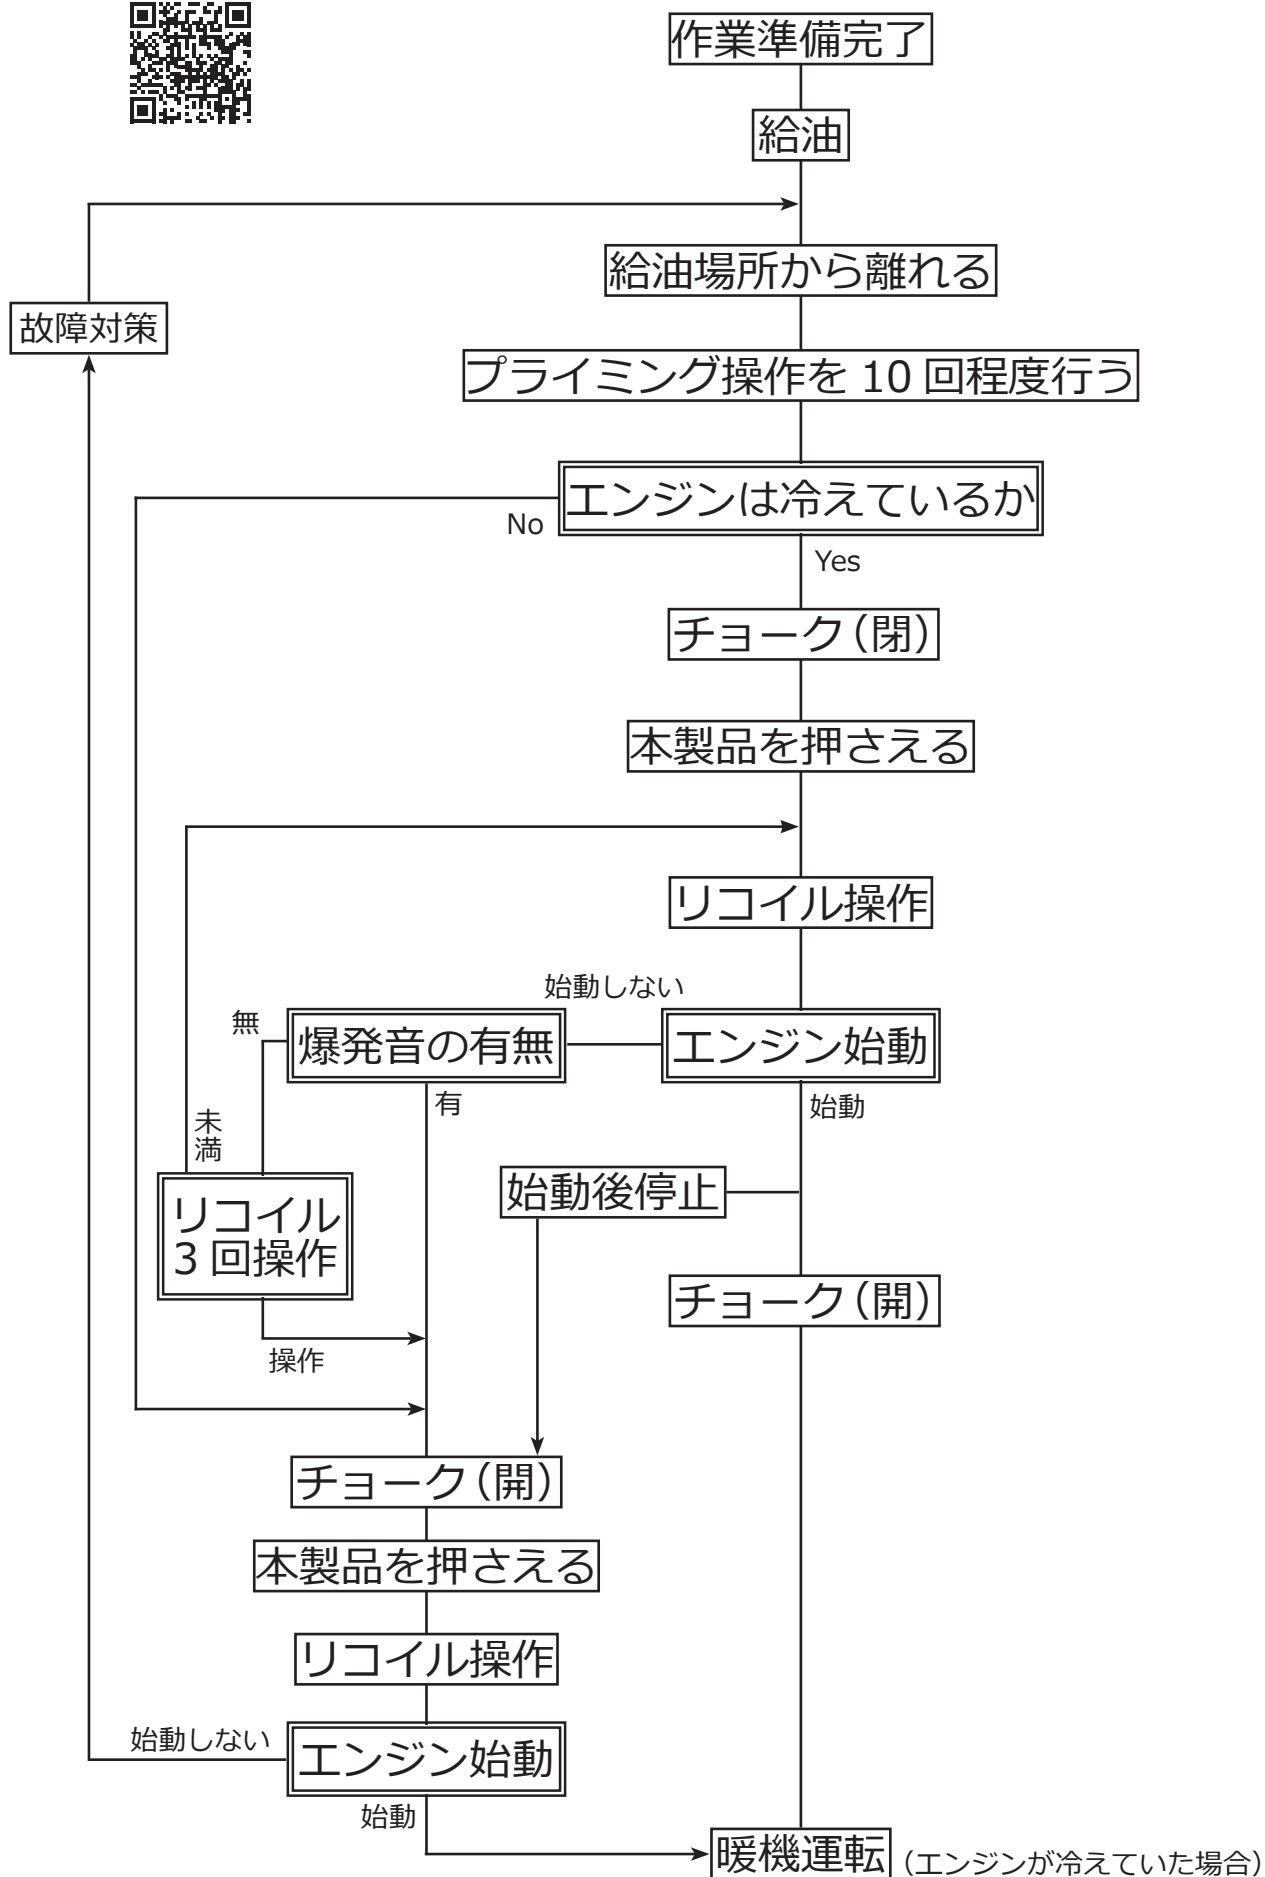 作業準備完了
給油
給油場所から離れる
故障対策
プライミング操作を 10 回程度行う
エンジンは冷えているか
No
Yes
チョーク（閉）
本製品を押さえる
リコイル操作
始動しない
無
爆発音の有無
エンジン始動
有
始動
未満
始動後停止
リコイル
3 回操作
チョーク（開）
操作
チョーク（開）
本製品を押さえる
リコイル操作
始動しない
エンジン始動
始動
暖機運転
（エンジンが冷えていた場合）